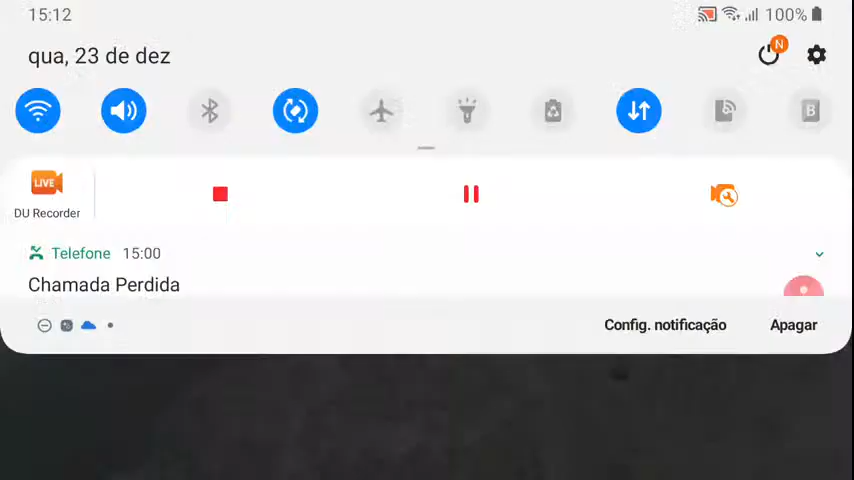 15:12
100%
qua, 23 de dez
N
B
LIVE
DU Recorder
Telefone 15:00
Chamada Perdida
Config. notificação
Apagar